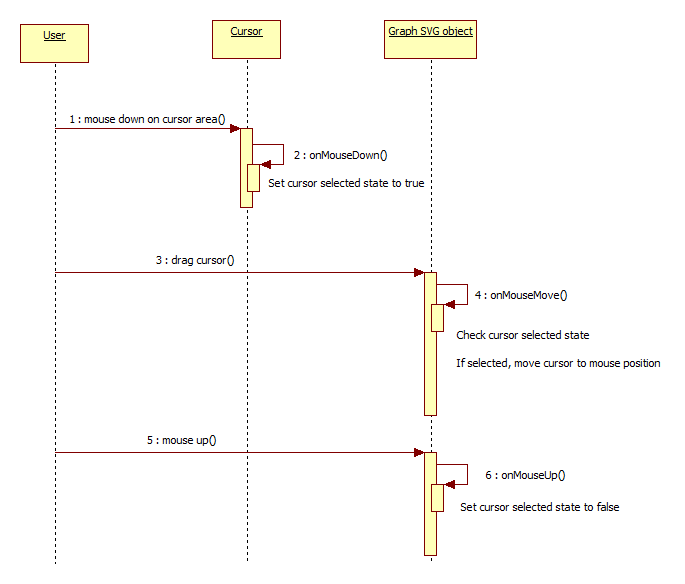 User
Cursor
Graph SVG object
1 : mouse down on cursor area()
2 : onMouseDown()
Set cursor selected state to true
3 : drag cursor()
4 : onMouseMove()
Check cursor selected state
If selected, move cursor to mouse position
5 : mouse up()
6 : onMouseUp()
Set cursor selected state to false